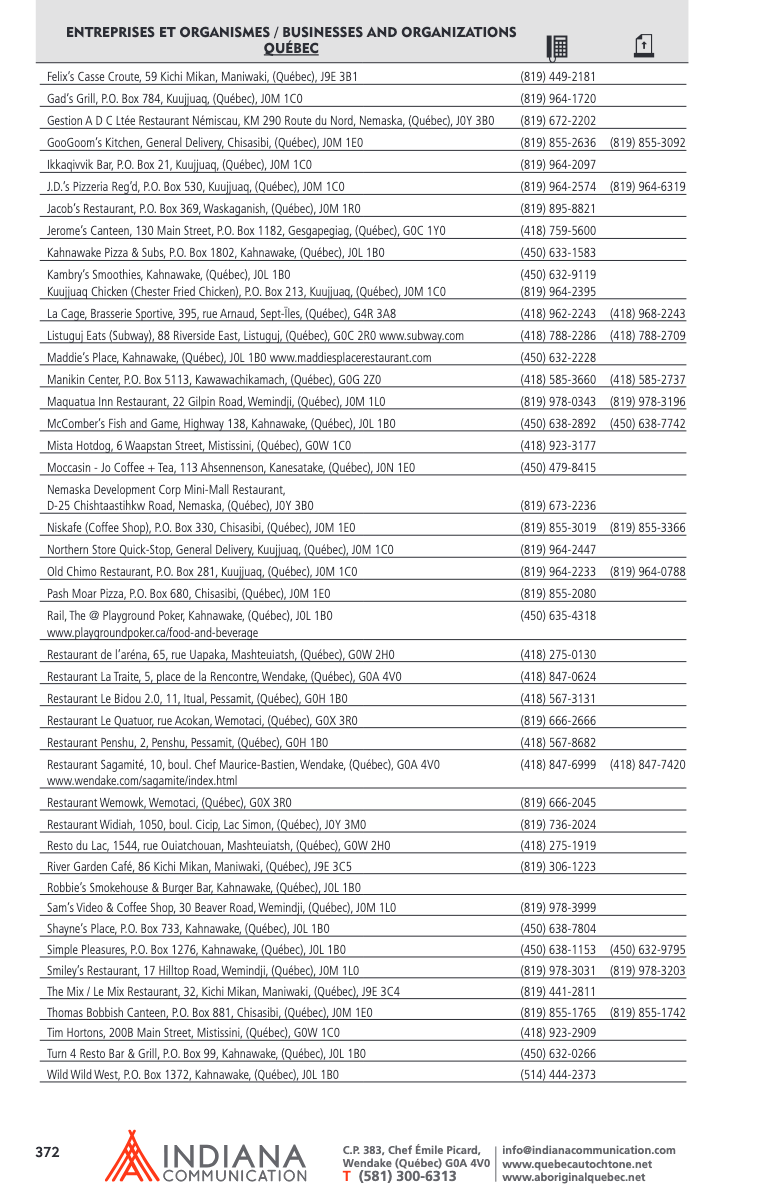 ENTREPRISES ET ORGANISMES / BUSINESSES AND ORGANIZATIONS
QUÉBEC
Felix's Casse Croute, 59 Kichi Mikan, Maniwaki, (Québec), J9E 3B1 (819) 449-2181
Gad's Grill, P.O. Box 784, Kuujjuaq, (Québec), J0M 1C0 (819) 964-1720
Gestion A D C Ltée Restaurant Némiscau, KM 290 Route du Nord, Nemaska, (Québec), J0Y 3B0 (819) 672-2202
GooGoom's Kitchen, General Delivery, Chisasibi, (Québec), J0M 1E0 (819) 855-2636 (819) 855-3092
Ikkaqivvik Bar, P.O. Box 21, Kuujjuaq, (Québec), J0M 1C0 (819) 964-2097
J.D.'s Pizzeria Reg'd, P.O. Box 530, Kuujjuaq, (Québec), J0M 1C0 (819) 964-2574 (819) 964-6319
Jacob's Restaurant, P.O. Box 369, Waskaganish, (Québec), J0M 1R0 (819) 895-8821
Jerome's Canteen, 130 Main Street, P.O. Box 1182, Gesgapegiag, (Québec), G0C 1Y0 (418) 759-5600
Kahnawake Pizza & Subs, P.O. Box 1802, Kahnawake, (Québec), J0L 1B0 (450) 633-1583
Kambry's Smoothies, Kahnawake, (Québec), J0L 1B0 (450) 632-9119
Kuujjuaq Chicken (Chester Fried Chicken), P.O. Box 213, Kuujjuaq, (Québec), J0M 1C0 (819) 964-2395
La Cage, Brasserie Sportive, 395, rue Arnaud, Sept-Îles, (Québec), G4R 3A8 (418) 962-2243 (418) 968-2243
Listuguj Eats (Subway), 88 Riverside East, Listuguj, (Québec), G0C 2R0 www.subway.com (418) 788-2286 (418) 788-2709
Maddie's Place, Kahnawake, (Québec), J0L 1B0 www.maddiesplacerestaurant.com (450) 632-2228
Manikin Center, P.O. Box 5113, Kawawachikamach, (Québec), G0G 2Z0 (418) 585-3660 (418) 585-2737
Maquatua Inn Restaurant, 22 Gilpin Road, Wemindji, (Québec), J0M 1L0 (819) 978-0343 (819) 978-3196
McComber's Fish and Game, Highway 138, Kahnawake, (Québec), J0L 1B0 (450) 638-2892 (450) 638-7742
Mista Hotdog, 6 Waapstan Street, Mistissini, (Québec), G0W 1C0 (418) 923-3177
Moccasin - Jo Coffee + Tea, 113 Ahsennenson, Kanesatake, (Québec), J0N 1E0 (450) 479-8415
Nemaska Development Corp Mini-Mall Restaurant,
D-25 Chishtaastihkw Road, Nemaska, (Québec), J0Y 3B0 (819) 673-2236
Niskafe (Coffee Shop), P.O. Box 330, Chisasibi, (Québec), J0M 1E0 (819) 855-3019 (819) 855-3366
Northern Store Quick-Stop, General Delivery, Kuujjuaq, (Québec), J0M 1C0 (819) 964-2447
Old Chimo Restaurant, P.O. Box 281, Kuujjuaq, (Québec), J0M 1C0 (819) 964-2233 (819) 964-0788
Pash Moar Pizza, P.O. Box 680, Chisasibi, (Québec), J0M 1E0 (819) 855-2080
Rail, The @ Playground Poker, Kahnawake, (Québec), J0L 1B0 (450) 635-4318
www.playgroundpoker.ca/food-and-beverage
Restaurant de l'aréna, 65, rue Uapaka, Mashteuiatsh, (Québec), G0W 2H0 (418) 275-0130
Restaurant La Traite, 5, place de la Rencontre, Wendake, (Québec), G0A 4V0 (418) 847-0624
Restaurant Le Bidou 2.0, 11, Itual, Pessamit, (Québec), G0H 1B0 (418) 567-3131
Restaurant Le Quatuor, rue Acokan, Wemotaci, (Québec), G0X 3R0 (819) 666-2666
Restaurant Penshu, 2, Penshu, Pessamit, (Québec), G0H 1B0 (418) 567-8682
Restaurant Sagamité, 10, boul. Chef Maurice-Bastien, Wendake, (Québec), G0A 4V0 (418) 847-6999 (418) 847-7420
www.wendake.com/sagamite/index.html
Restaurant Wemowk, Wemotaci, (Québec), G0X 3R0 (819) 666-2045
Restaurant Widiah, 1050, boul. Cicip, Lac Simon, (Québec), J0Y 3M0 (819) 736-2024
Resto du Lac, 1544, rue Ouiatchouan, Mashteuiatsh, (Québec), G0W 2H0 (418) 275-1919
River Garden Café, 86 Kichi Mikan, Maniwaki, (Québec), J9E 3C5 (819) 306-1223
Robbie's Smokehouse & Burger Bar, Kahnawake, (Québec), J0L 1B0
Sam's Video & Coffee Shop, 30 Beaver Road, Wemindji, (Québec), J0M 1L0 (819) 978-3999
Shayne's Place, P.O. Box 733, Kahnawake, (Québec), J0L 1B0 (450) 638-7804
Simple Pleasures, P.O. Box 1276, Kahnawake, (Québec), J0L 1B0 (450) 638-1153 (450) 632-9795
Smiley's Restaurant, 17 Hilltop Road, Wemindji, (Québec), J0M 1L0 (819) 978-3031 (819) 978-3203
The Mix / Le Mix Restaurant, 32, Kichi Mikan, Maniwaki, (Québec), J9E 3C4 (819) 441-2811
Thomas Bobbish Canteen, P.O. Box 881, Chisasibi, (Québec), J0M 1E0 (819) 855-1765 (819) 855-1742
Tim Hortons, 200B Main Street, Mistissini, (Québec), G0W 1C0 (418) 923-2909
Turn 4 Resto Bar & Grill, P.O. Box 99, Kahnawake, (Québec), J0L 1B0 (450) 632-0266
Wild Wild West, P.O. Box 1372, Kahnawake, (Québec), J0L 1B0 (514) 444-2373
372
INDIANA
COMMUNICATION
C.P. 383, Chef Émile Picard,
Wendake (Québec) G0A 4V0
T (581) 300-6313
info@indianacommunication.com
www.quebecautochtone.net
www.aboriginalquebec.net